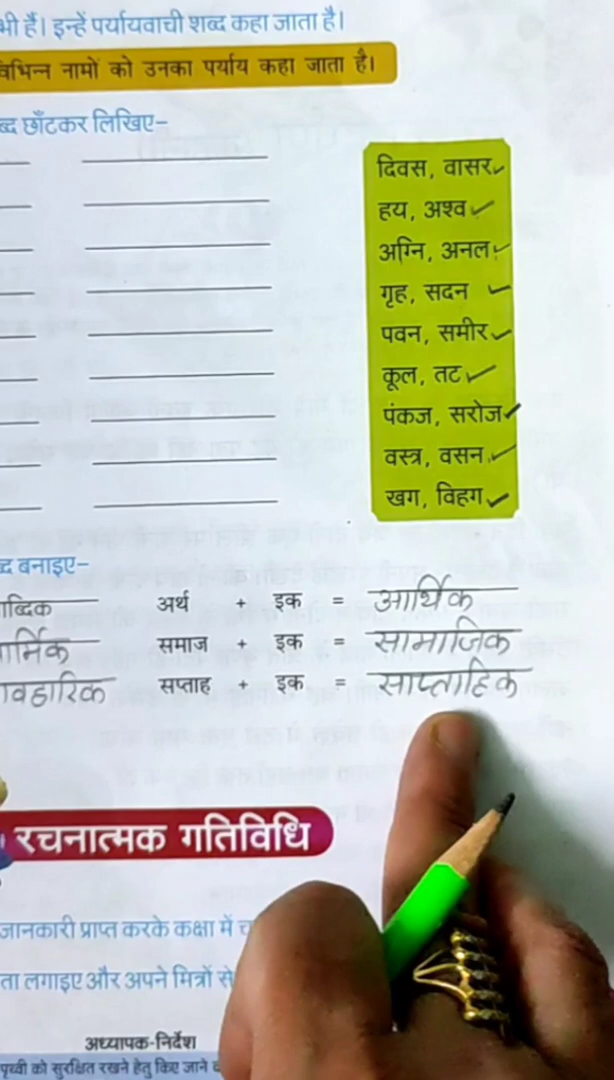 भी हैं। इन्हें पर्यायवाची शब्द कहा जाता है।
विभिन्न नामों को उनका पर्याय कहा जाता है।
ब्द छाँटकर लिखिए–
दिवस, वासर
हय, अश्व
अग्नि, अनल
गृह, सदन
पवन, समीर
कूल, तट
पंकज, सरोज
वस्त्र, वसन
खग, विहग
ब्द बनाइए–
ाब्दिक अर्थ + इक = आर्थिक
ार्मिक समाज + इक = सामाजिक
ावहारिक सप्ताह + इक = साप्ताहिक
रचनात्मक गतिविधि
जानकारी प्राप्त करके कक्षा में
ता लगाइए और अपने मित्रों से
अध्यापक-निर्देश
पृथ्वी को सुरक्षित रखने हेतु किए जाने